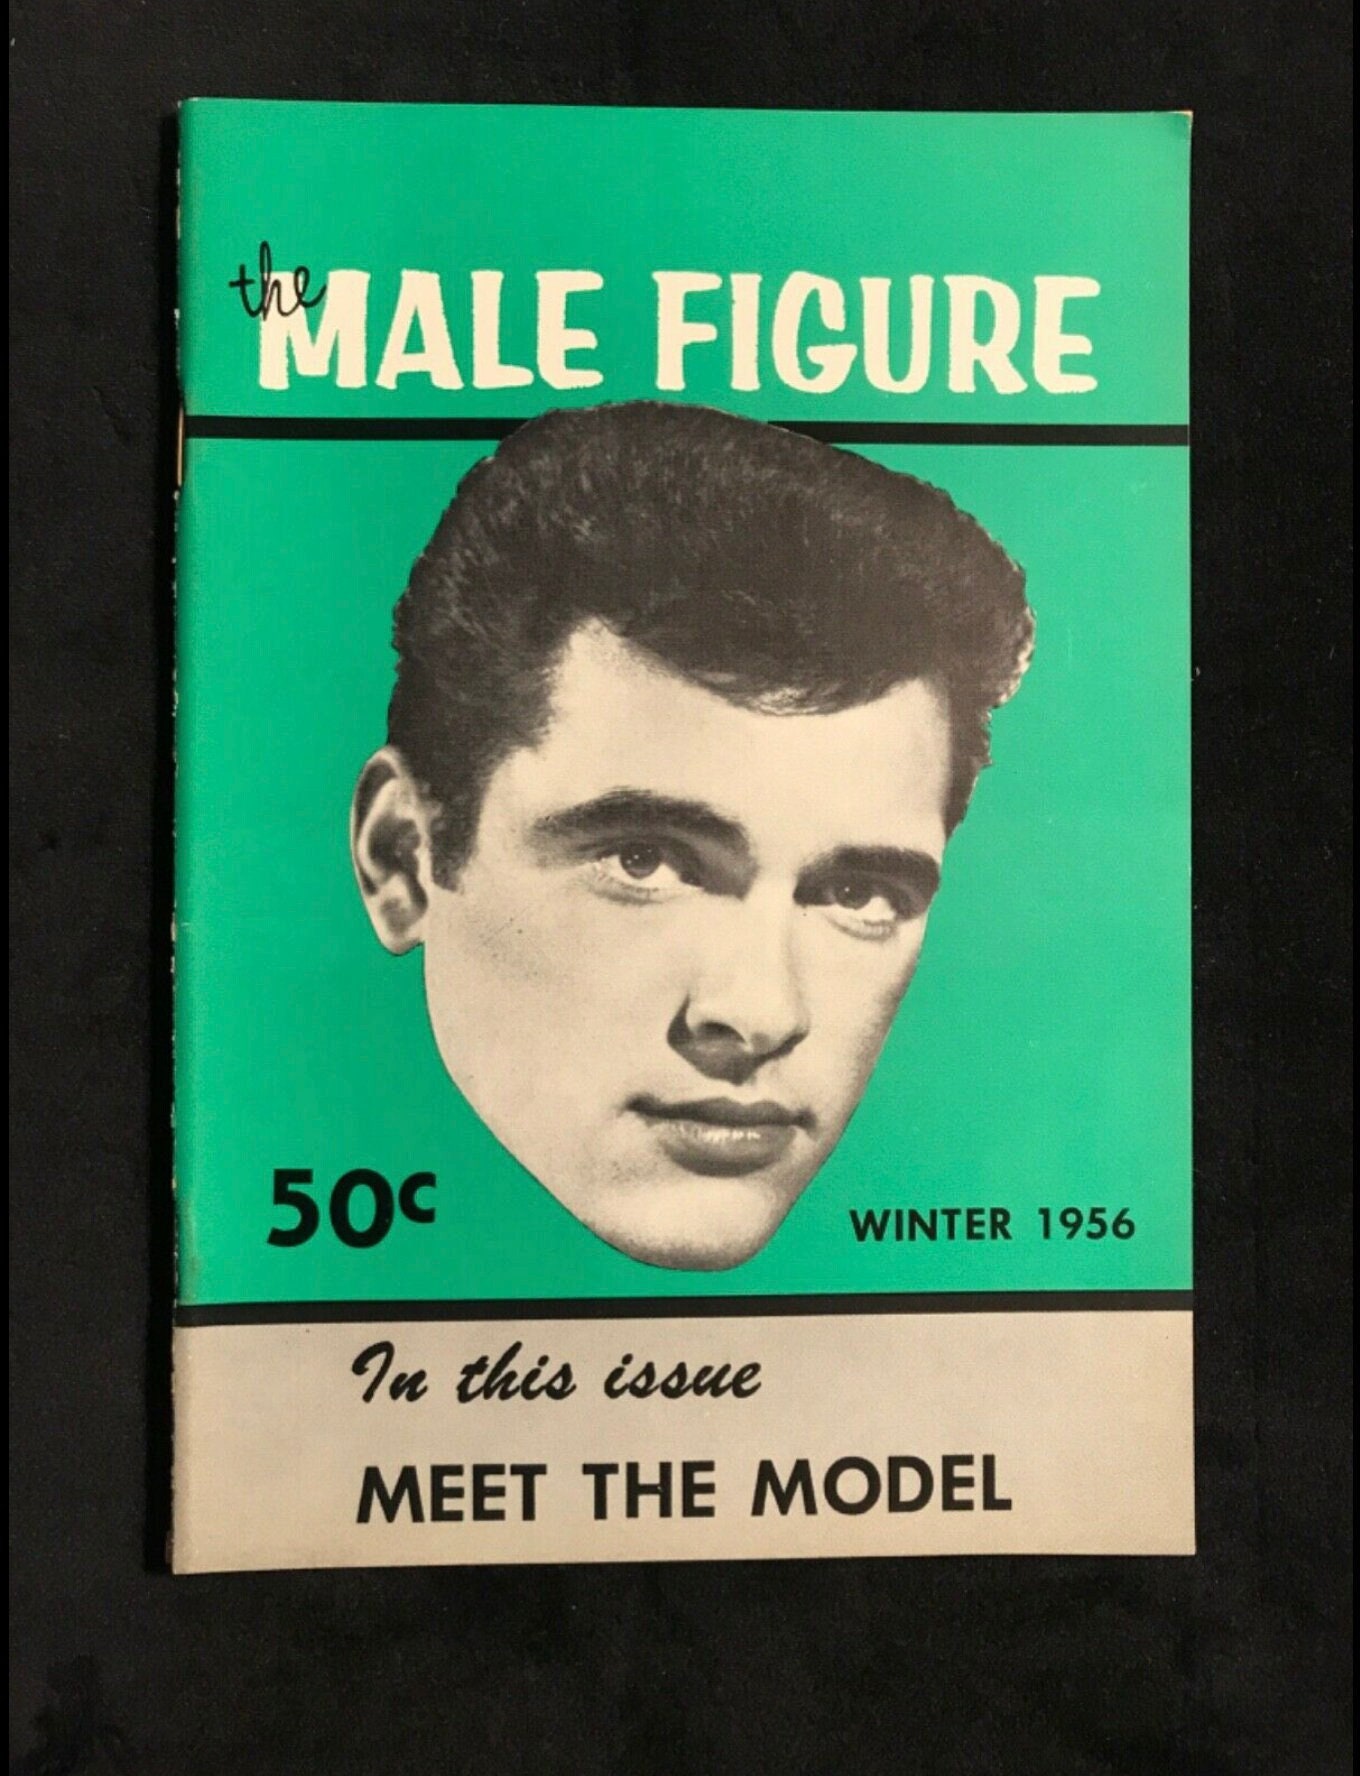 the MALE FIGURE
50c
WINTER 1956
In this issue
MEET THE MODEL